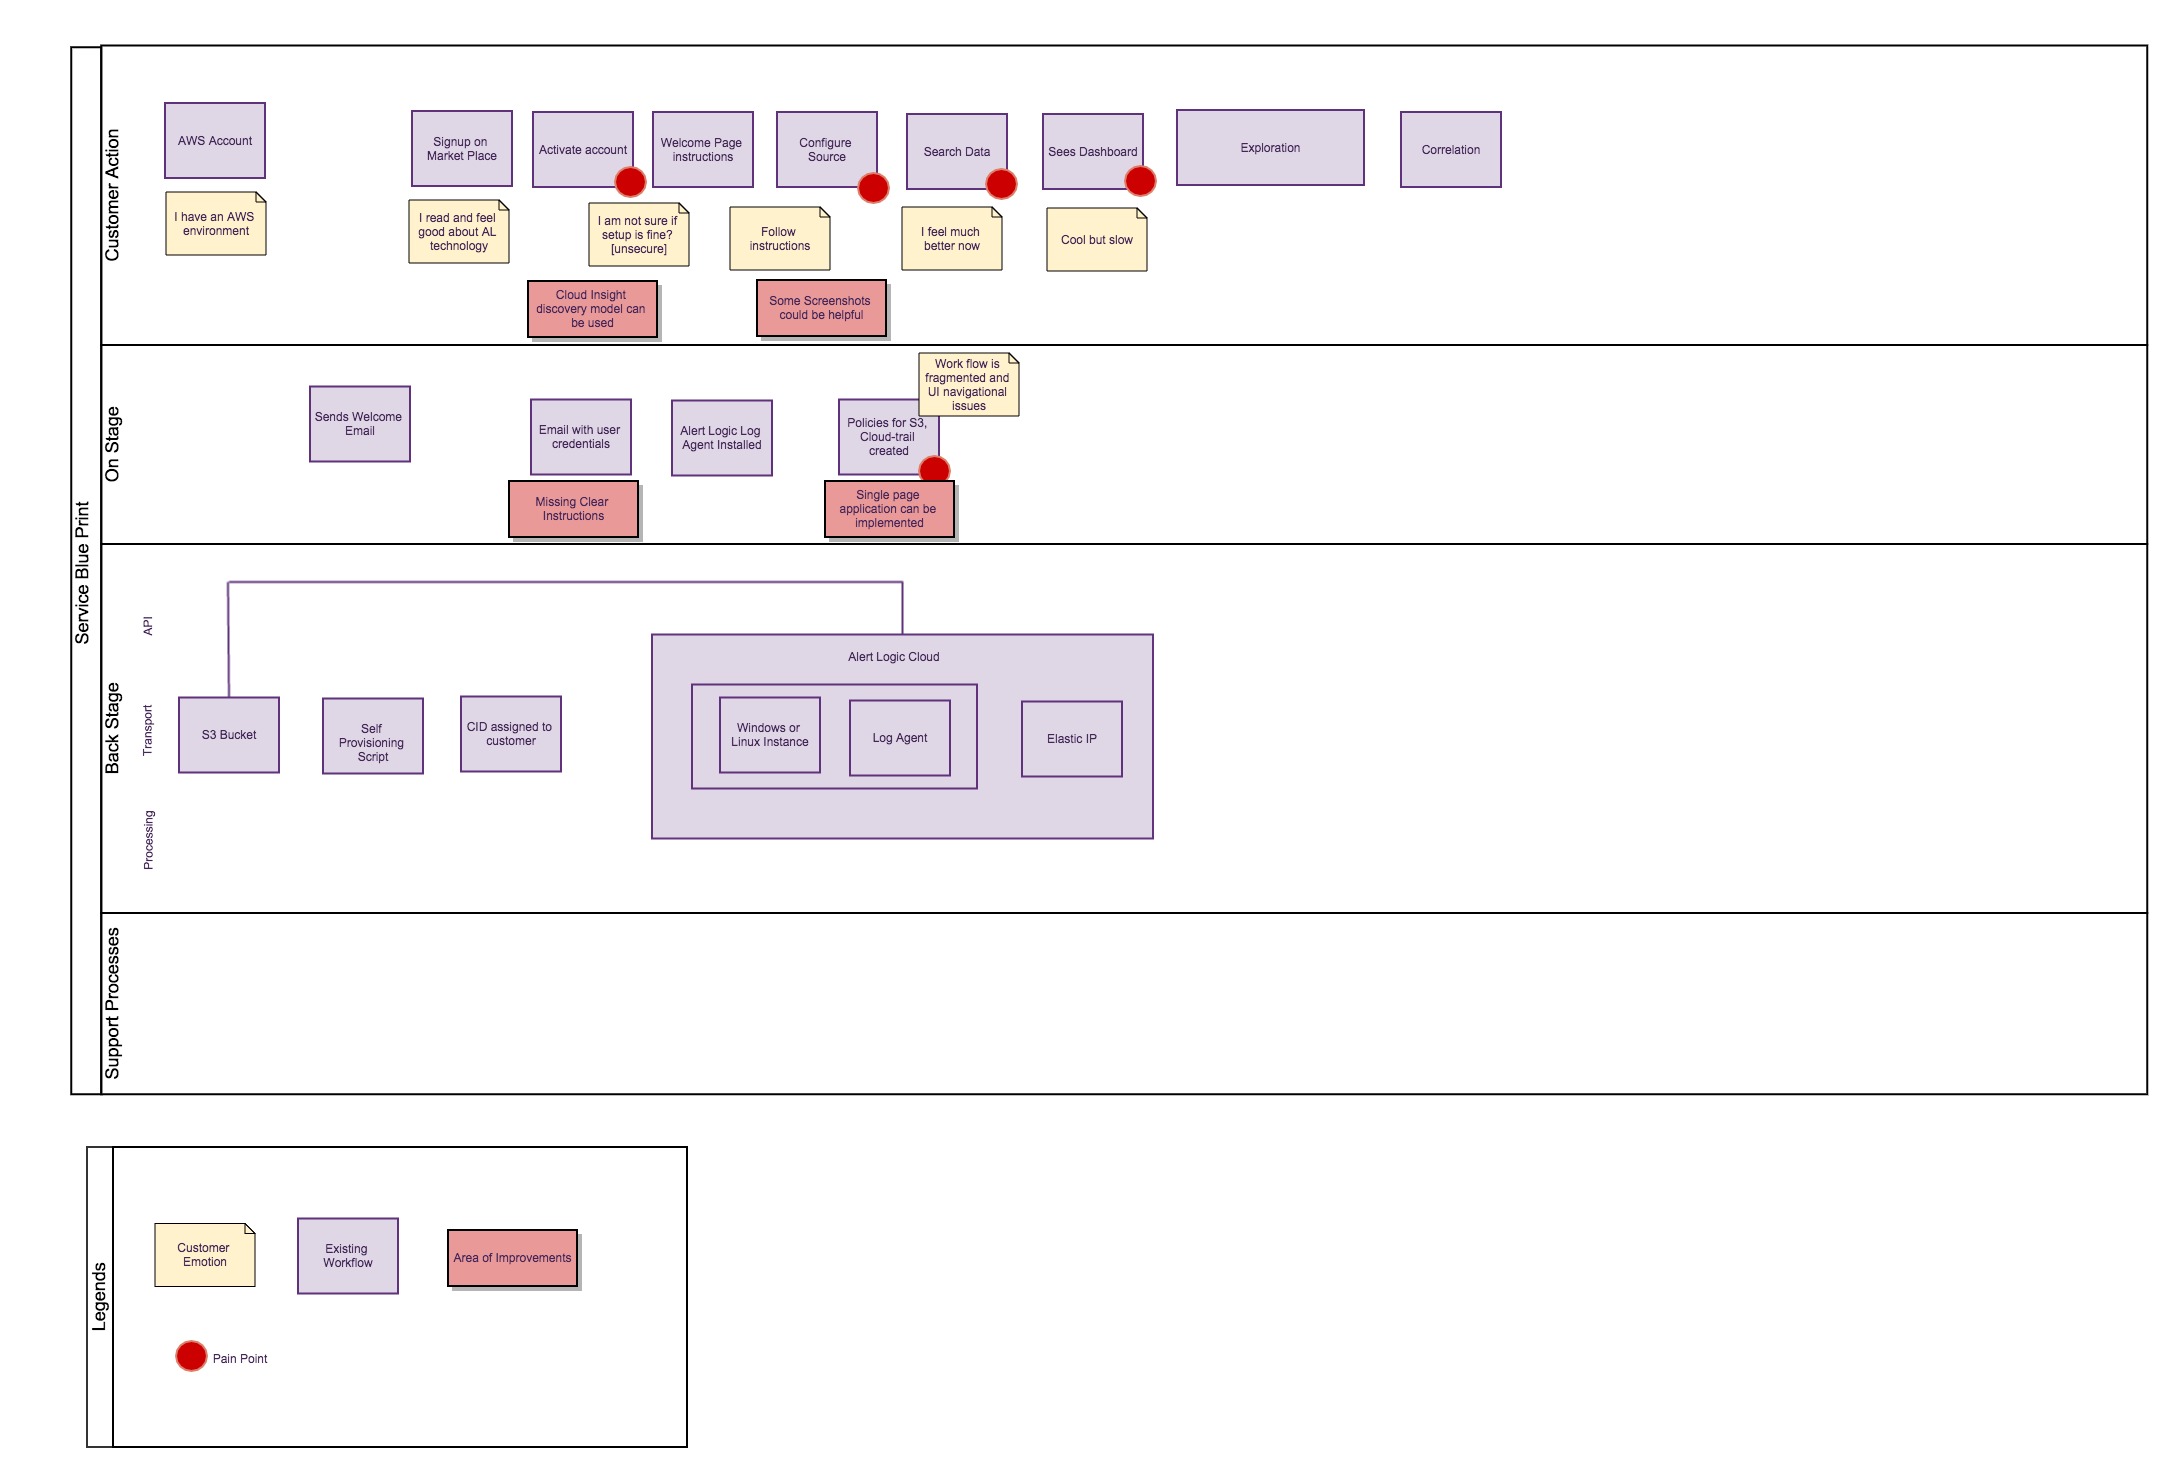 Service Blue Print
Customer Action
AWS Account
Signup on
Market Place
Activate account
Welcome Page
instructions
Configure
Source
Search Data
Sees Dashboard
Exploration
Correlation
I have an AWS
environment
I read and feel
good about AL
technology
I am not sure if
setup is fine?
[unsecure]
Follow
instructions
I feel much
better now
Cool but slow
Cloud Insight
discovery model can
be used
Some Screenshots
could be helpful
On Stage
Sends Welcome
Email
Email with user
credentials
Alert Logic Log
Agent Installed
Policies for S3,
Cloud-trail
created
Work flow is
fragmented and
UI navigational
issues
Missing Clear
Instructions
Single page
application can be
implemented
Back Stage
API
Transport
Processing
S3 Bucket
Self
Provisioning
Script
CID assigned to
customer
Alert Logic Cloud
Windows or
Linux Instance
Log Agent
Elastic IP
Support Processes
Legends
Customer
Emotion
Existing
Workflow
Area of Improvements
Pain Point